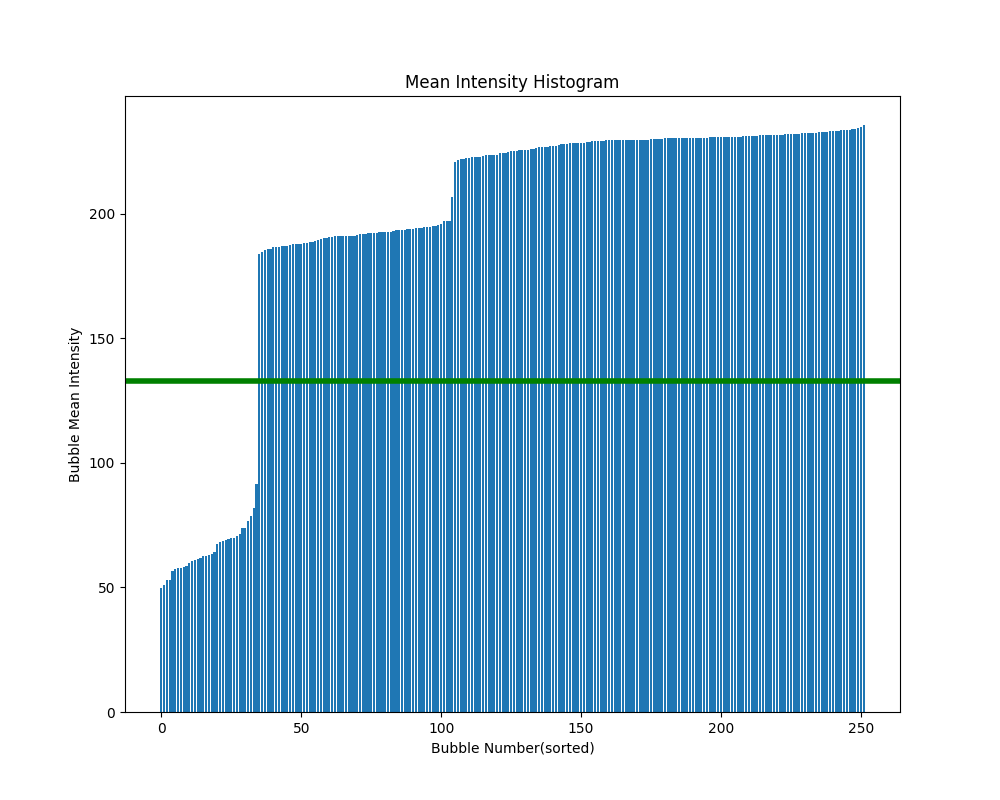 Mean Intensity Histogram
200
150
100
50
0
Bubble Mean Intensity
0 50 100 150 200 250
Bubble Number(sorted)